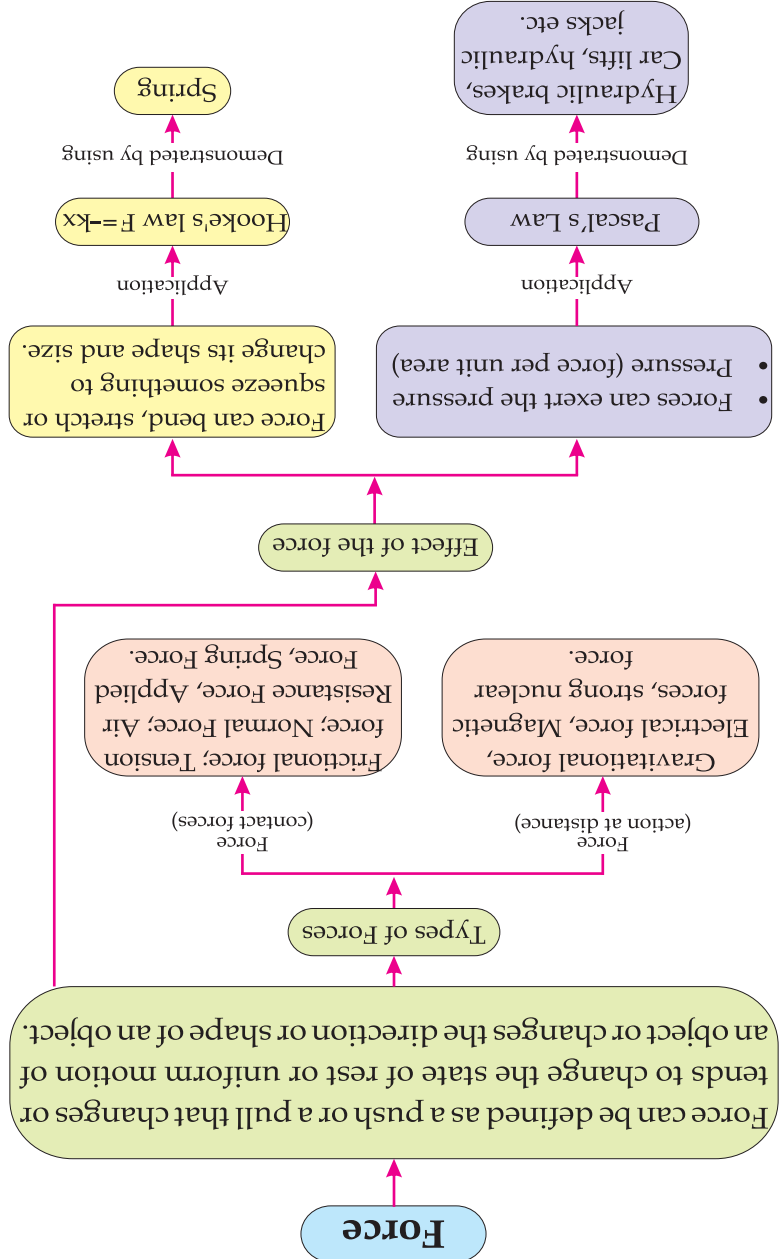 Force
Force can be defined as a push or a pull that changes or
tends to change the state of rest or uniform motion of
an object or changes the direction or shape of an object.
Types of Forces
Force
(action at distance)
Force
(contact forces)
Gravitational force,
Electrical force, Magnetic
forces, strong nuclear
force.
Frictional force; Tension
force; Normal Force; Air
Resistance Force, Applied
Force, Spring Force.
Effect of the force
• Forces can exert the pressure
• Pressure (force per unit area)
Application
Pascal's Law
Demonstrated by using
Hydraulic brakes,
Car lifts, hydraulic
jacks etc.
Force can bend, stretch or
squeeze something to
change its shape and size.
Application
Hooke's law F=-kx
Demonstrated by using
Spring